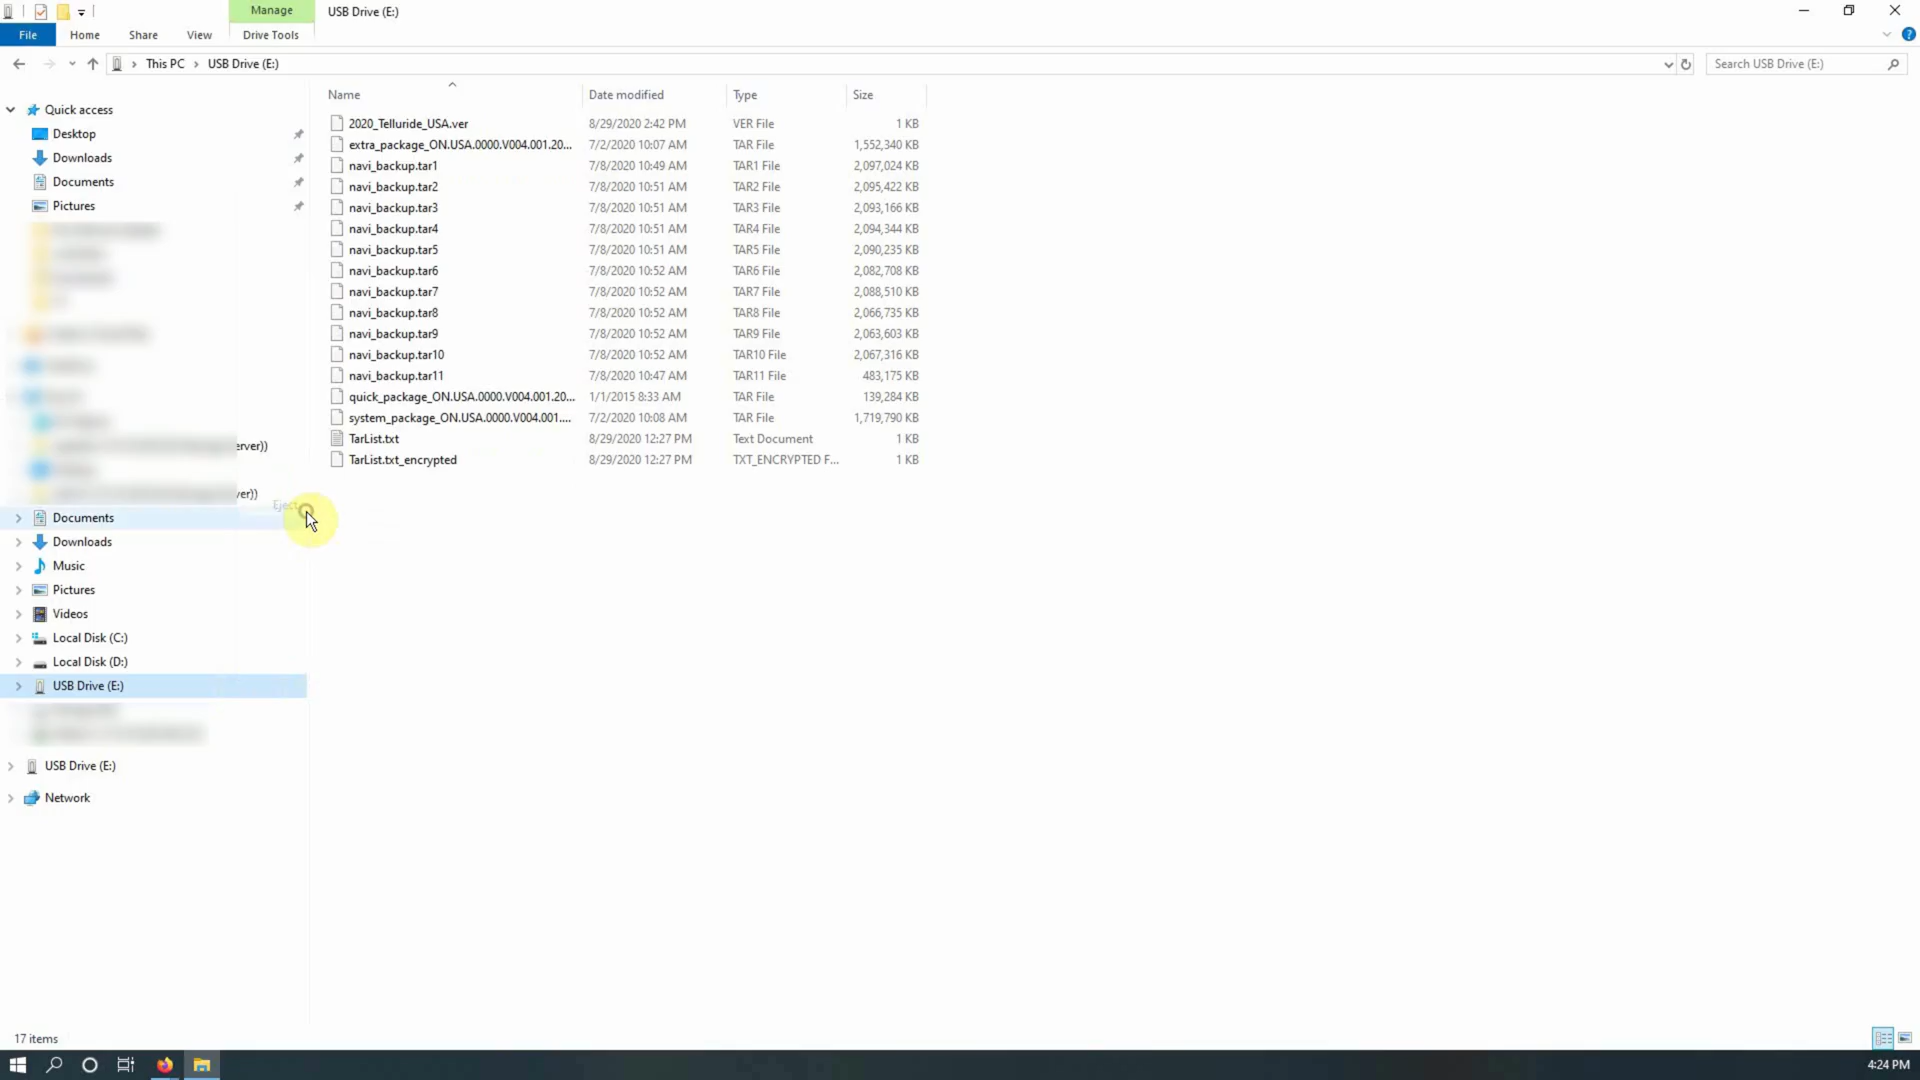 Manage
USB Drive (E:)
File
Home
Share
View
Drive Tools
This PC
USB Drive (E:)
Search USB Drive (E:)
Name
Date modified
Type
Size
Quick access
Desktop
Downloads
Documents
Pictures
2020_Telluride_USA.ver 8/29/2020 2:42 PM VER File 1 KB
extra_package_ON.USA.0000.V004.001.20... 7/2/2020 10:07 AM TAR File 1,552,340 KB
navi_backup.tar1 7/8/2020 10:49 AM TAR1 File 2,097,024 KB
navi_backup.tar2 7/8/2020 10:51 AM TAR2 File 2,095,422 KB
navi_backup.tar3 7/8/2020 10:51 AM TAR3 File 2,093,166 KB
navi_backup.tar4 7/8/2020 10:51 AM TAR4 File 2,094,344 KB
navi_backup.tar5 7/8/2020 10:51 AM TAR5 File 2,090,235 KB
navi_backup.tar6 7/8/2020 10:52 AM TAR6 File 2,082,708 KB
navi_backup.tar7 7/8/2020 10:52 AM TAR7 File 2,088,510 KB
navi_backup.tar8 7/8/2020 10:52 AM TAR8 File 2,066,735 KB
navi_backup.tar9 7/8/2020 10:52 AM TAR9 File 2,063,603 KB
navi_backup.tar10 7/8/2020 10:52 AM TAR10 File 2,067,316 KB
navi_backup.tar11 7/8/2020 10:47 AM TAR11 File 483,175 KB
quick_package_ON.USA.0000.V004.001.20... 1/1/2015 8:33 AM TAR File 139,284 KB
system_package_ON.USA.0000.V004.001.... 7/2/2020 10:08 AM TAR File 1,719,790 KB
TarList.txt 8/29/2020 12:27 PM Text Document 1 KB
TarList.txt_encrypted 8/29/2020 12:27 PM TXT_ENCRYPTED F... 1 KB
erver))
ver))
Eject
Documents
Downloads
Music
Pictures
Videos
Local Disk (C:)
Local Disk (D:)
USB Drive (E:)
USB Drive (E:)
Network
17 items
4:24 PM